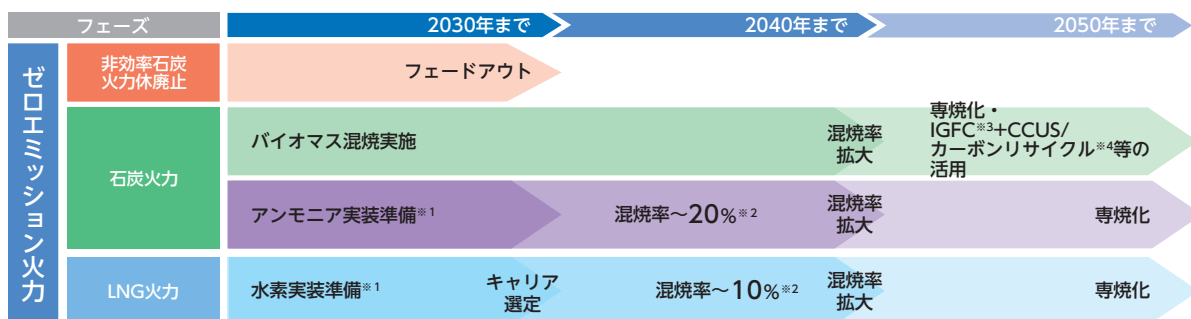 フェーズ
2030年まで
2040年まで
2050年まで
ゼロエミッション火力
非効率石炭
火力休廃止
フェードアウト
石炭火力
バイオマス混焼実施
混焼率
拡大
専焼化・
IGFC※3+CCUS/
カーボンリサイクル※4等の
活用
アンモニア実装準備※1
混焼率～20%※2
混焼率
拡大
専焼化
LNG火力
水素実装準備※1
キャリア
選定
混焼率～10%※2
混焼率
拡大
専焼化